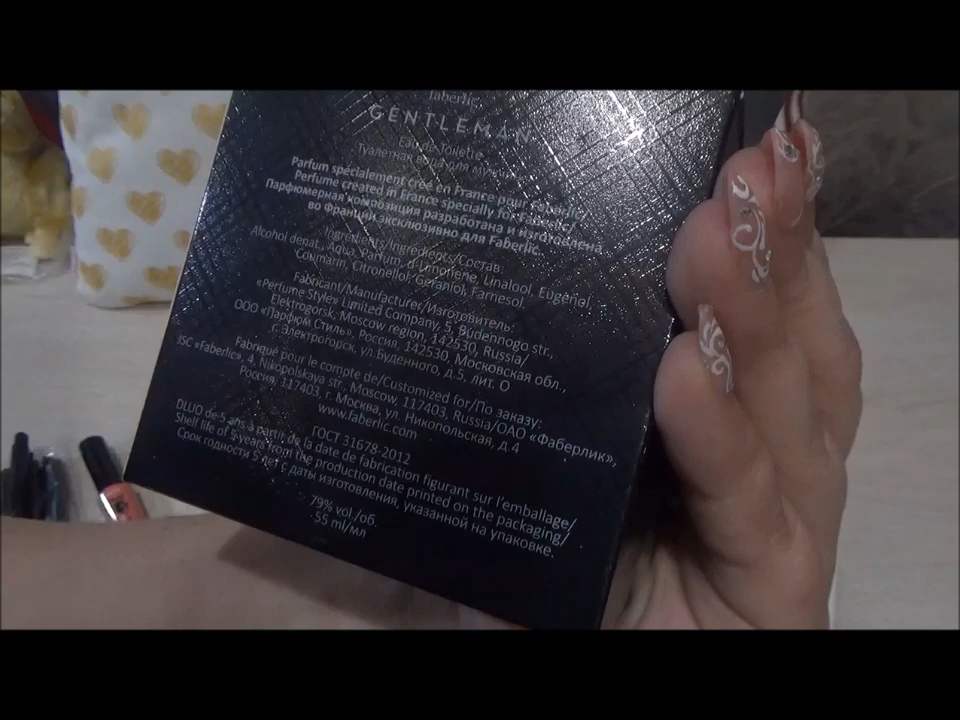 faberlic
GENTLEMAN
Eau de Toilette
Туалетная вода для
Parfum spécialement créé en France pour Faberlic/
Perfume created in France specially for Faberlic/
Парфюмерная композиция разработана и изготовлена
во Франции эксклюзивно для Faberlic.
Ingrédients/Ingredients/Состав:
Alcohol denat., Aqua, Parfum, d-Limonene, Linalool, Eugenol,
Coumarin, Citronellol, Geraniol, Farnesol.
Fabricant/Manufacturer/Изготовитель:
«Perfume Style» Limited Company, 5, Budennogo str.,
Elektrogorsk, Moscow region, 142530, Russia/
ООО «Парфюм Стиль», Россия, 142530, Московская обл.,
г.Электрогорск, ул.Буденного, д.5, лит. О
Fabriqué pour le compte de/Customized for/По заказу:
JSC «Faberlic», 4, Nikopolskaya str., Moscow, 117403, Russia/ОАО «Фаберлик»,
Россия, 117403, г. Москва, ул. Никопольская, д.4
www.faberlic.com
ГОСТ 31678-2012
DLUO de 5 ans à partir de la date de fabrication figurant sur l'emballage/
Shelf life of 5 years from the production date printed on the packaging/
Срок годности 5 лет с даты изготовления, указанной на упаковке.
79% vol./об.
55 ml/мл